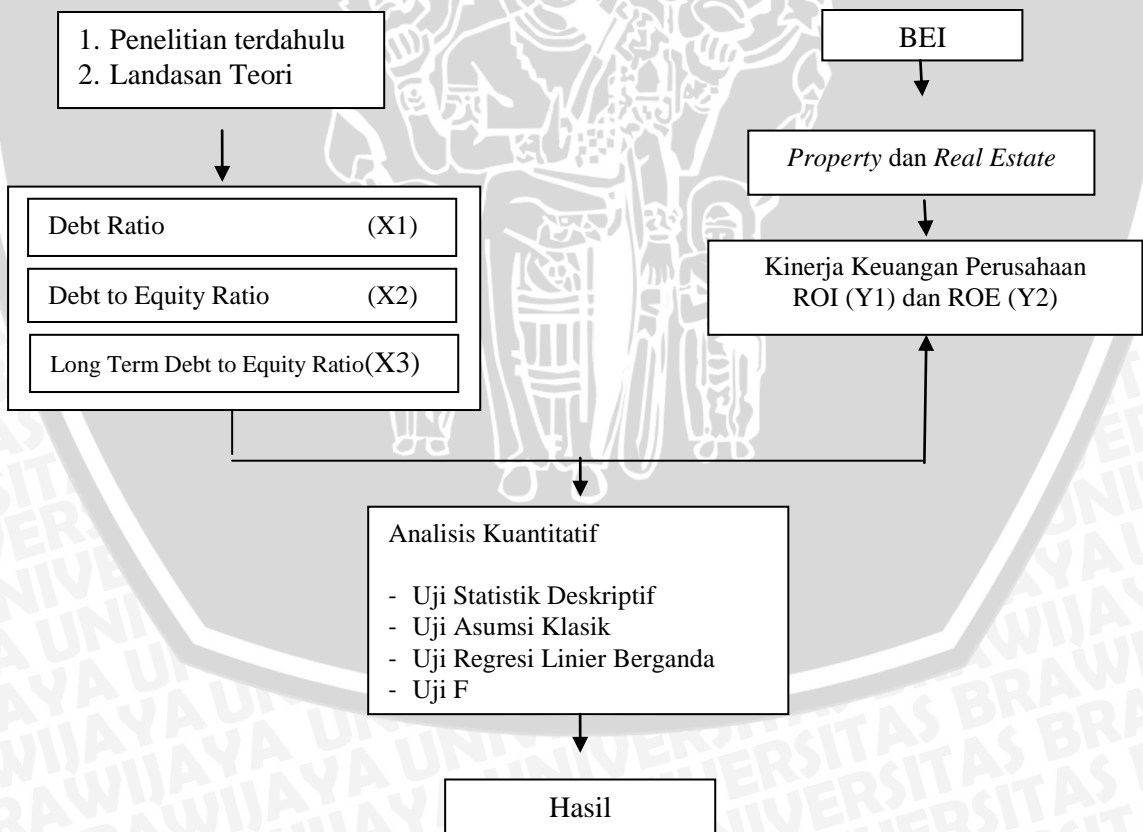 1. Penelitian terdahulu
2. Landasan Teori
BEI
Property dan Real Estate
Debt Ratio (X1)
Debt to Equity Ratio (X2)
Long Term Debt to Equity Ratio(X3)
Kinerja Keuangan Perusahaan
ROI (Y1) dan ROE (Y2)
Analisis Kuantitatif
- Uji Statistik Deskriptif
- Uji Asumsi Klasik
- Uji Regresi Linier Berganda
- Uji F
Hasil